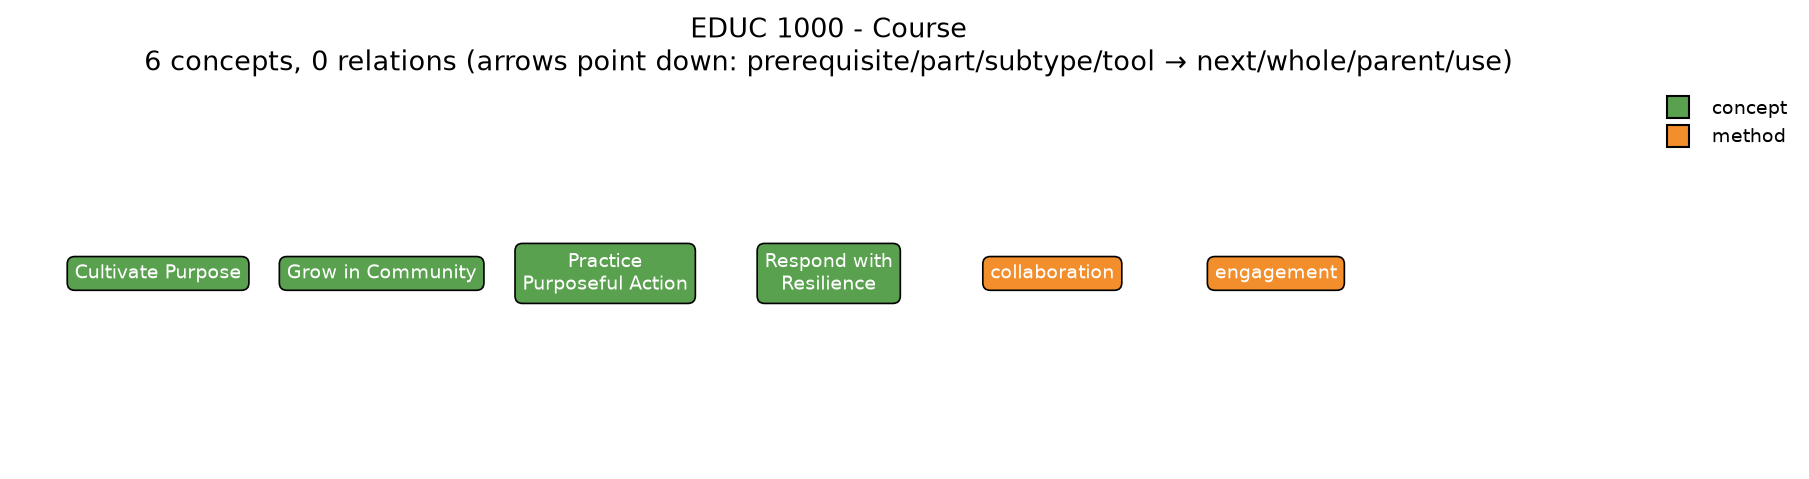 EDUC 1000 - Course
6 concepts, 0 relations (arrows point down: prerequisite/part/subtype/tool → next/whole/parent/use)
concept
method
Cultivate Purpose
Grow in Community
Practice
Purposeful Action
Respond with
Resilience
collaboration
engagement